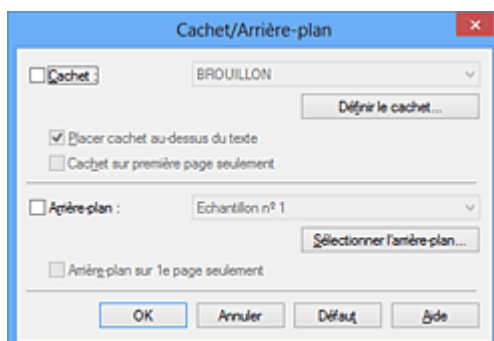 Cachet/Arrière-plan
Cachet : BROUILLON
Définir le cachet...
Placer cachet au-dessus du texte
Cachet sur première page seulement
Arrière-plan : Echantillon nº 1
Sélectionner l'arrière-plan...
Arrière-plan sur 1e page seulement
OK Annuler Défaut Aide